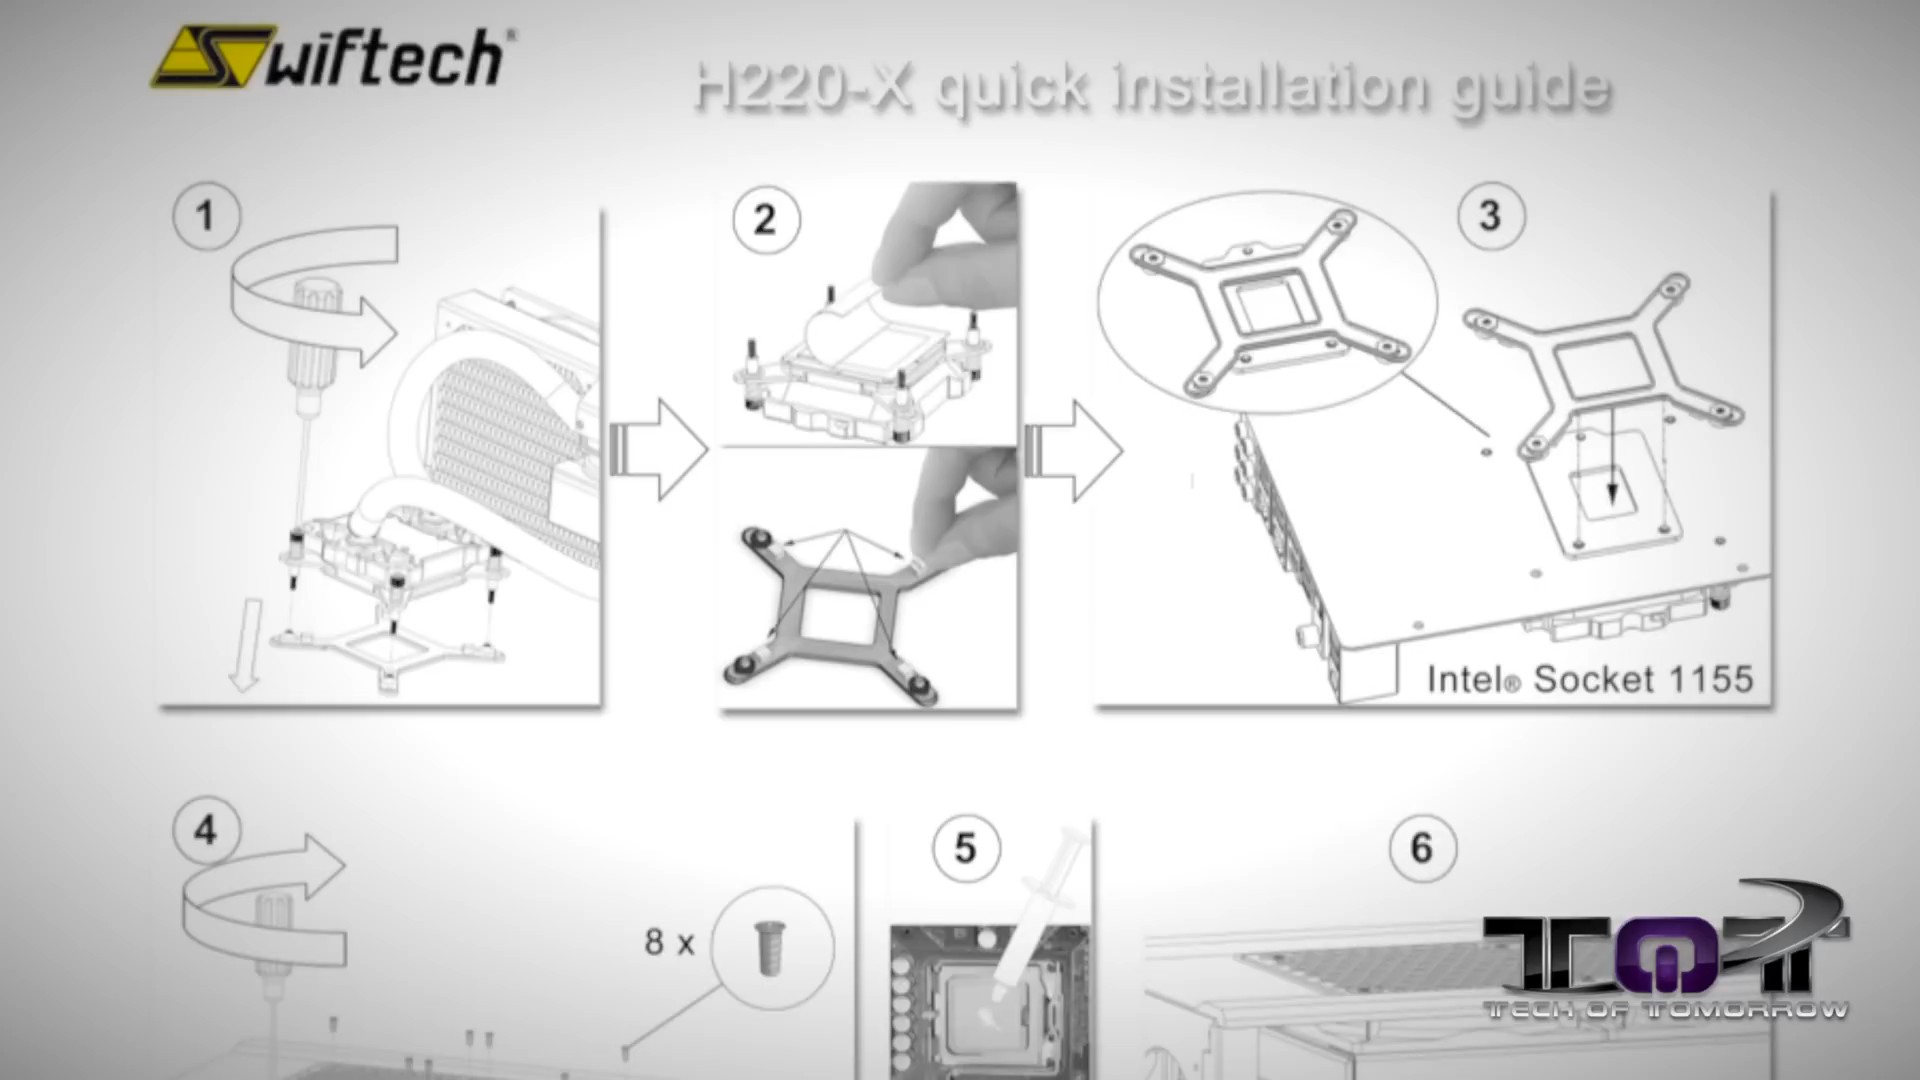 Swiftech®
H220-X quick installation guide
1
2
3
Intel® Socket 1155
4
8 x
5
6
TOT
TECH OF TOMORROW